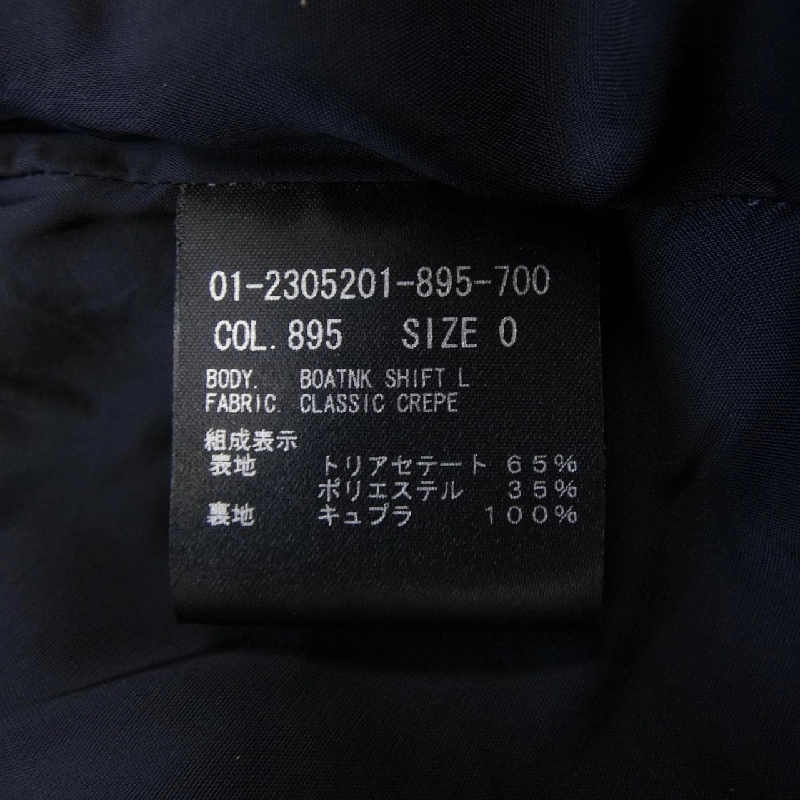 01-2305201-895-700
COL. 895 SIZE 0
BODY. BOATNK SHIFT L
FABRIC. CLASSIC CREPE
組成表示
表地 トリアセテート 65%
ポリエステル 35%
裏地 キュプラ 100%